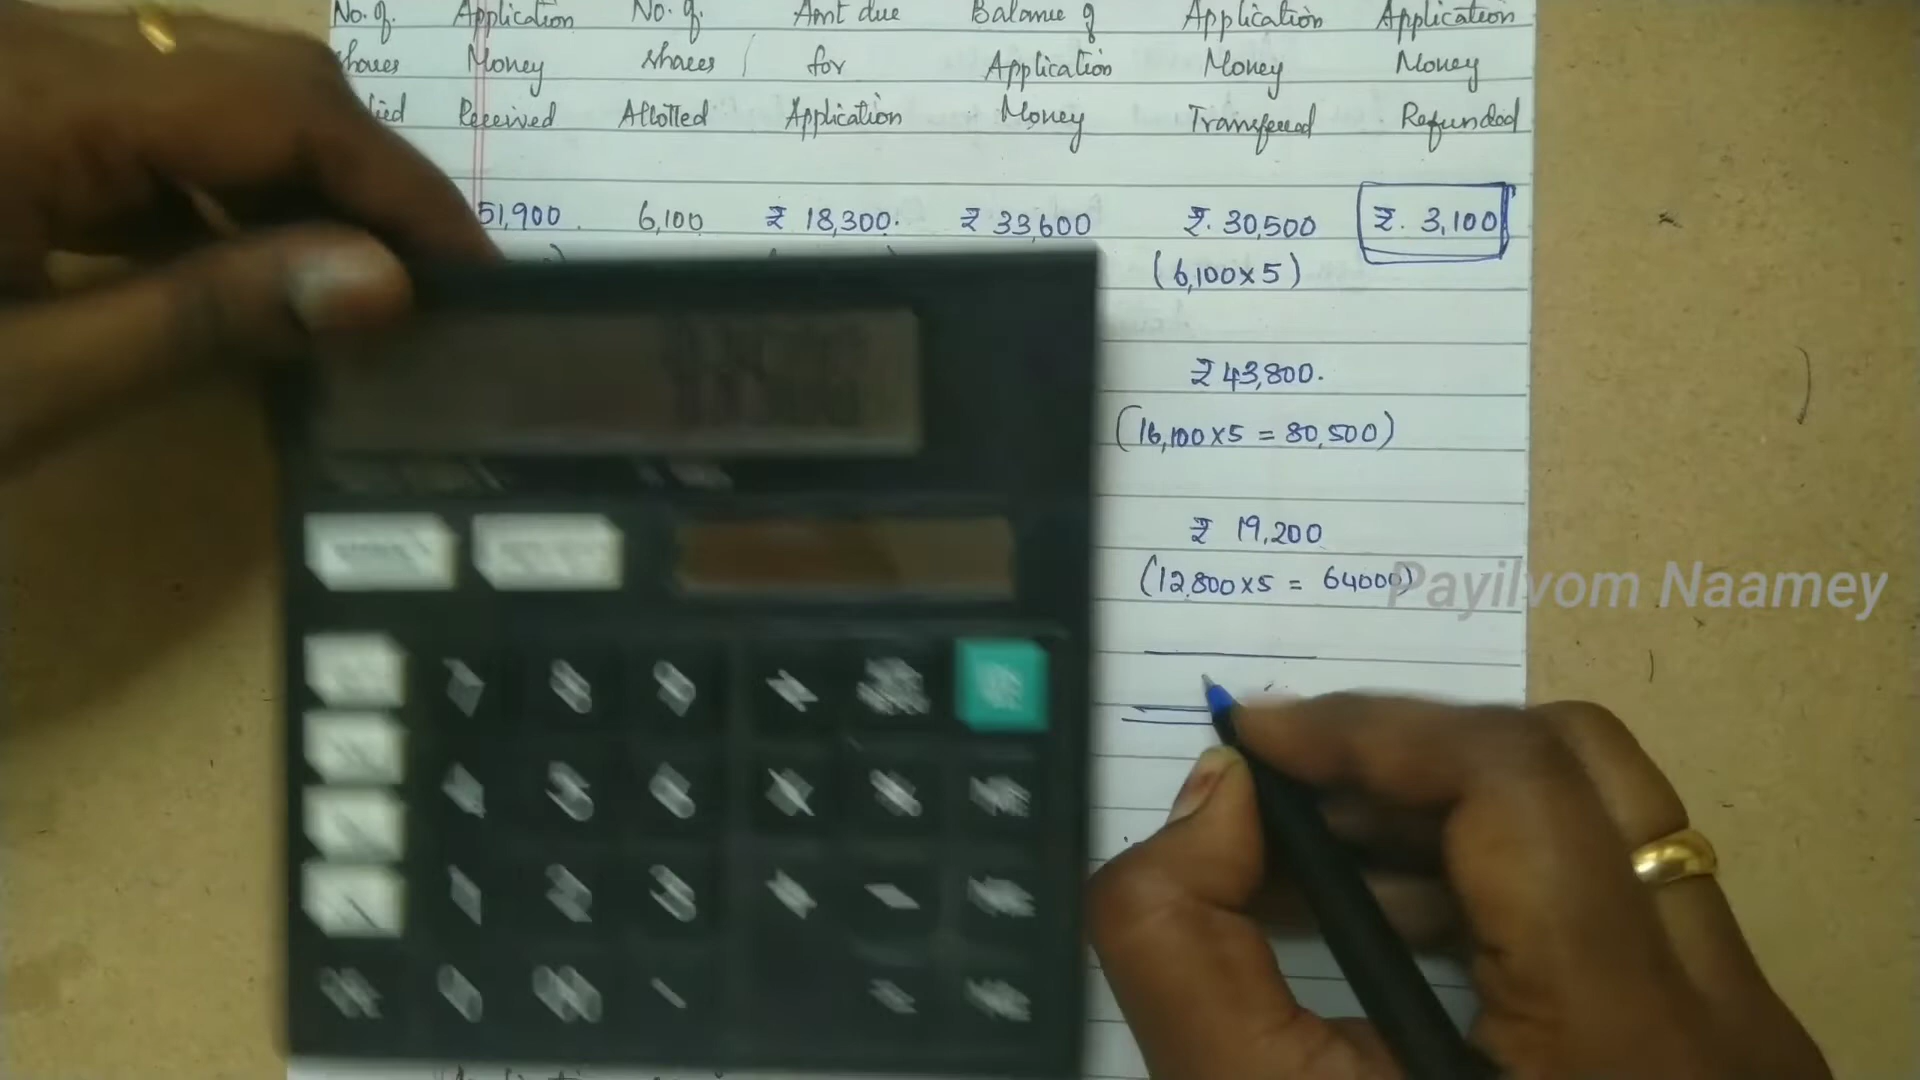 No. of Application No. of Amt due Balance of Application Application
shares Money shares for Application Money Money
Received Allotted Application Money Transferred Refunded
51,900 6,100 ₹ 18,300. ₹ 33,600 ₹. 30,500 ₹. 3,100
(6,100x5)
₹ 43,800.
(16,100x5 = 80,500)
₹ 19,200
(12,800x5 = 64000)
Payilvom Naamey